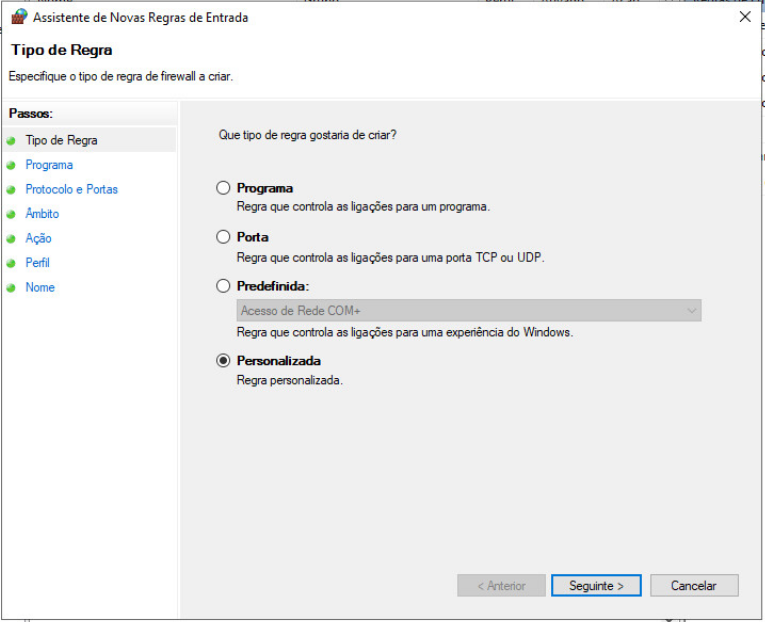 Assistente de Novas Regras de Entrada
Tipo de Regra
Especifique o tipo de regra de firewall a criar.
Passos:
Tipo de Regra
Programa
Protocolo e Portas
Âmbito
Ação
Perfil
Nome
Que tipo de regra gostaria de criar?
Programa
Regra que controla as ligações para um programa.
Porta
Regra que controla as ligações para uma porta TCP ou UDP.
Predefinida:
Acesso de Rede COM+
Regra que controla as ligações para uma experiência do Windows.
Personalizada
Regra personalizada.
< Anterior
Seguinte >
Cancelar